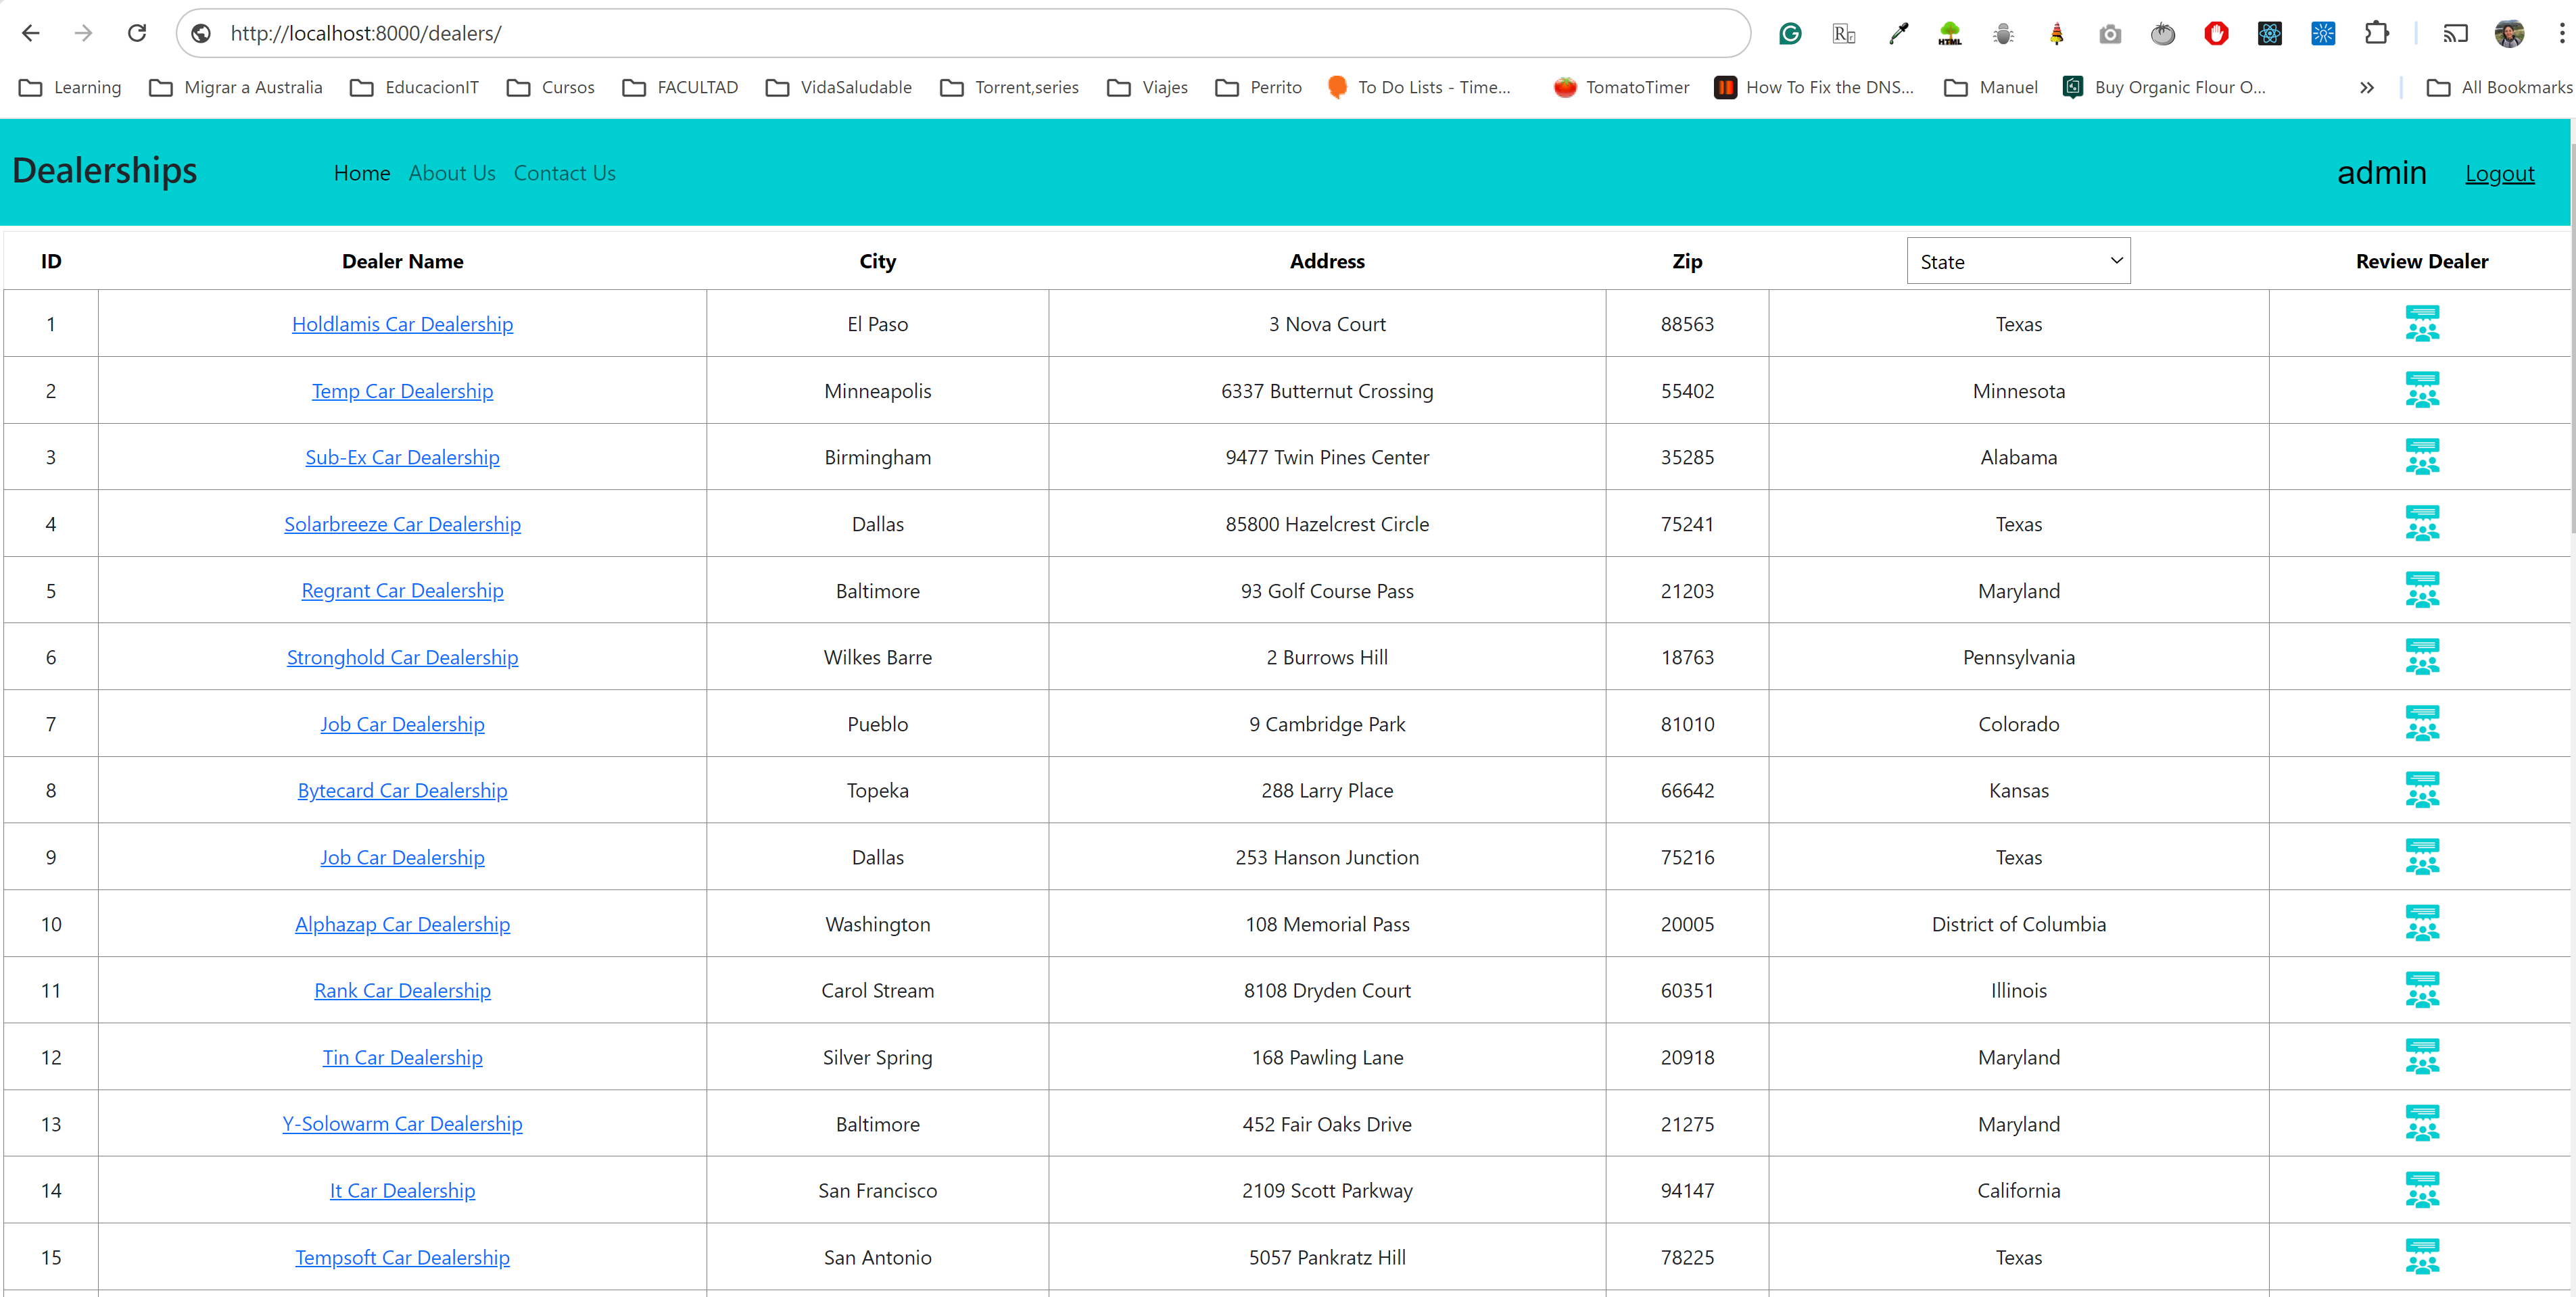 http://localhost:8000/dealers/
Learning Migrar a Australia EducacionIT Cursos FACULTAD VidaSaludable Torrent,series Viajes Perrito To Do Lists - Time... TomatoTimer How To Fix the DNS... Manuel Buy Organic Flour O... » All Bookmarks
Dealerships Home About Us Contact Us admin Logout
ID Dealer Name City Address Zip State Review Dealer
1 Holdlamis Car Dealership El Paso 3 Nova Court 88563 Texas
2 Temp Car Dealership Minneapolis 6337 Butternut Crossing 55402 Minnesota
3 Sub-Ex Car Dealership Birmingham 9477 Twin Pines Center 35285 Alabama
4 Solarbreeze Car Dealership Dallas 85800 Hazelcrest Circle 75241 Texas
5 Regrant Car Dealership Baltimore 93 Golf Course Pass 21203 Maryland
6 Stronghold Car Dealership Wilkes Barre 2 Burrows Hill 18763 Pennsylvania
7 Job Car Dealership Pueblo 9 Cambridge Park 81010 Colorado
8 Bytecard Car Dealership Topeka 288 Larry Place 66642 Kansas
9 Job Car Dealership Dallas 253 Hanson Junction 75216 Texas
10 Alphazap Car Dealership Washington 108 Memorial Pass 20005 District of Columbia
11 Rank Car Dealership Carol Stream 8108 Dryden Court 60351 Illinois
12 Tin Car Dealership Silver Spring 168 Pawling Lane 20918 Maryland
13 Y-Solowarm Car Dealership Baltimore 452 Fair Oaks Drive 21275 Maryland
14 It Car Dealership San Francisco 2109 Scott Parkway 94147 California
15 Tempsoft Car Dealership San Antonio 5057 Pankratz Hill 78225 Texas